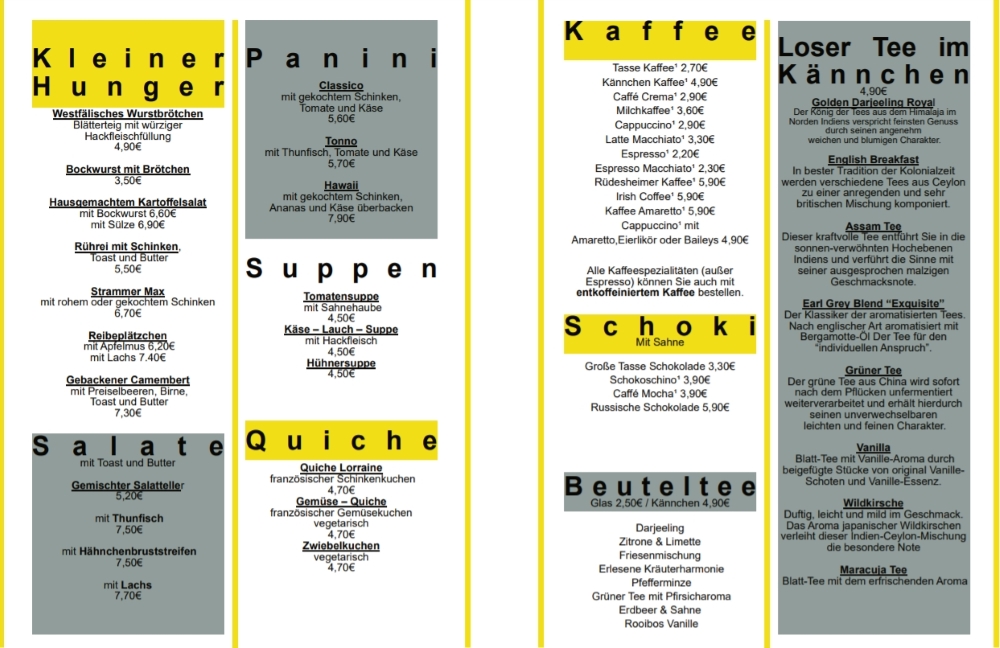 Kleiner
Hunger
Westfälisches Wurstbrötchen
Blätterteig mit würziger
Hackfleischfüllung
4,90€
Bockwurst mit Brötchen
3,50€
Hausgemachtem Kartoffelsalat
mit Bockwurst 6,60€
mit Sülze 6,90€
Rührei mit Schinken,
Toast und Butter
5,50€
Strammer Max
mit rohem oder gekochtem Schinken
6,70€
Reibeplätzchen
mit Apfelmus 6,20€
mit Lachs 7.40€
Gebackener Camembert
mit Preiselbeeren, Birne,
Toast und Butter
7,30€
Salate
mit Toast und Butter
Gemischter Salatteller
5,20€
mit Thunfisch
7,50€
mit Hähnchenbruststreifen
7,50€
mit Lachs
7,70€
Panini
Classico
mit gekochtem Schinken,
Tomate und Käse
5,60€
Tonno
mit Thunfisch, Tomate und Käse
5,70€
Hawaii
mit gekochtem Schinken,
Ananas und Käse überbacken
7,90€
Suppen
Tomatensuppe
mit Sahnehaube
4,50€
Käse – Lauch – Suppe
mit Hackfleisch
4,50€
Hühnersuppe
4,50€
Quiche
Quiche Lorraine
französischer Schinkenkuchen
4,70€
Gemüse – Quiche
französischer Gemüsekuchen
vegetarisch
4,70€
Zwiebelkuchen
vegetarisch
4,70€
Kaffee
Tasse Kaffee¹ 2,70€
Kännchen Kaffee¹ 4,90€
Caffé Crema¹ 2,90€
Milchkaffee¹ 3,60€
Cappuccino¹ 2,90€
Latte Macchiato¹ 3,30€
Espresso¹ 2,20€
Espresso Macchiato¹ 2,30€
Rüdesheimer Kaffee¹ 5,90€
Irish Coffee¹ 5,90€
Kaffee Amaretto¹ 5,90€
Cappuccino¹ mit
Amaretto,Eierlikör oder Baileys 4,90€
Alle Kaffeespezialitäten (außer
Espresso) können Sie auch mit
entkoffeiniertem Kaffee bestellen.
Schoki
Mit Sahne
Große Tasse Schokolade 3,30€
Schokoschino¹ 3,90€
Caffé Mocha¹ 3,90€
Russische Schokolade 5,90€
Beuteltee
Glas 2,50€ / Kännchen 4,90€
Darjeeling
Zitrone & Limette
Friesenmischung
Erlesene Kräuterharmonie
Pfefferminze
Grüner Tee mit Pfirsicharoma
Erdbeer & Sahne
Rooibos Vanille
Loser Tee im
Kännchen
4,90€
Golden Darjeeling Royal
Der König der Tees aus dem Himalaja im
Norden Indiens verspricht feinsten Genuss
durch seinen angenehm
weichen und blumigen Charakter.
English Breakfast
In bester Tradition der Kolonialzeit
werden verschiedene Tees aus Ceylon
zu einer anregenden und sehr
britischen Mischung komponiert.
Assam Tee
Dieser kraftvolle Tee entführt Sie in die
sonnen-verwöhnten Hochebenen
Indiens und verführt die Sinne mit
seiner ausgesprochen malzigen
Geschmacksnote.
Earl Grey Blend “Exquisite”
Der Klassiker der aromatisierten Tees.
Nach englischer Art aromatisiert mit
Bergamotte-Öl Der Tee für den
“individuellen Anspruch”.
Grüner Tee
Der grüne Tee aus China wird sofort
nach dem Pflücken unfermentiert
weiterverarbeitet und erhält hierdurch
seinen unverwechselbaren
leichten und feinen Charakter.
Vanilla
Blatt-Tee mit Vanille-Aroma durch
beigefügte Stücke von original Vanille-
Schoten und Vanille-Essenz.
Wildkirsche
Duftig, leicht und mild im Geschmack.
Das Aroma japanischer Wildkirschen
verleiht dieser Indien-Ceylon-Mischung
die besondere Note
Maracuja Tee
Blatt-Tee mit dem erfrischenden Aroma